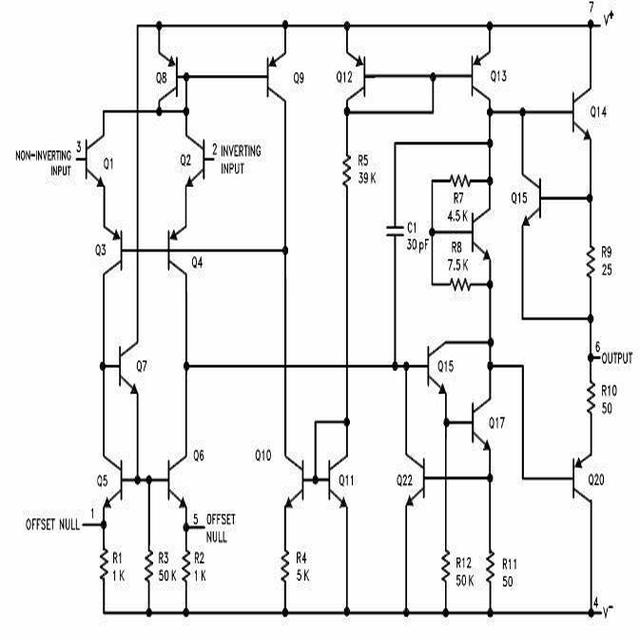 7
V+
Q8
Q9
Q12
Q13
Q14
3
NON-INVERTING
INPUT
Q1
Q2
2 INVERTING
INPUT
R5
39 K
Q15
R7
4.5 K
C1
30 pF
R8
7.5 K
R9
25
Q3
Q4
6
OUTPUT
Q7
Q15
R10
50
Q17
Q5
Q6
Q10
Q11
Q22
Q20
1
OFFSET NULL
5
OFFSET
NULL
R1
1 K
R3
50 K
R2
1 K
R4
5 K
R12
50 K
R11
50
4
V-